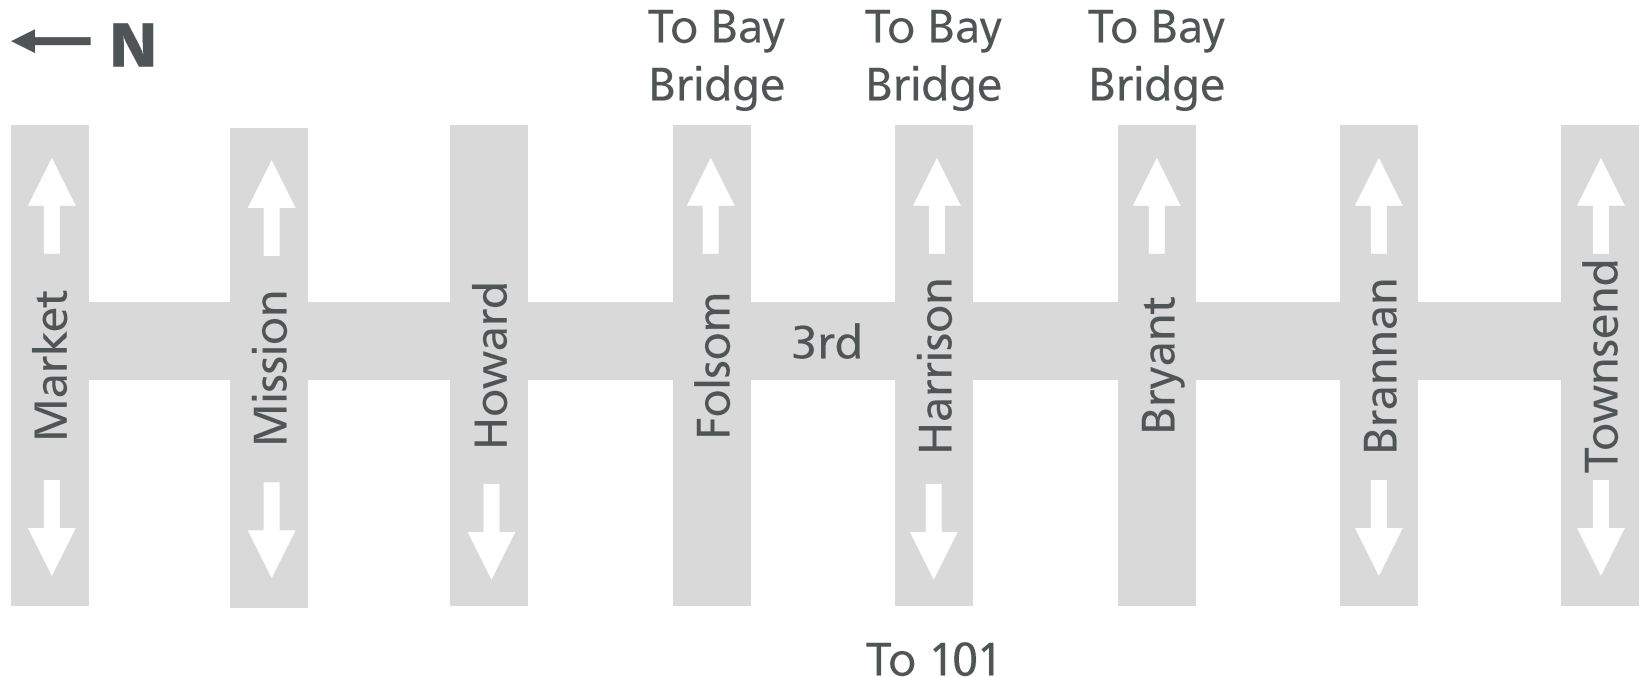 N
To Bay
Bridge
To Bay
Bridge
To Bay
Bridge
Market
Mission
Howard
Folsom
3rd
Harrison
Bryant
Brannan
Townsend
To 101